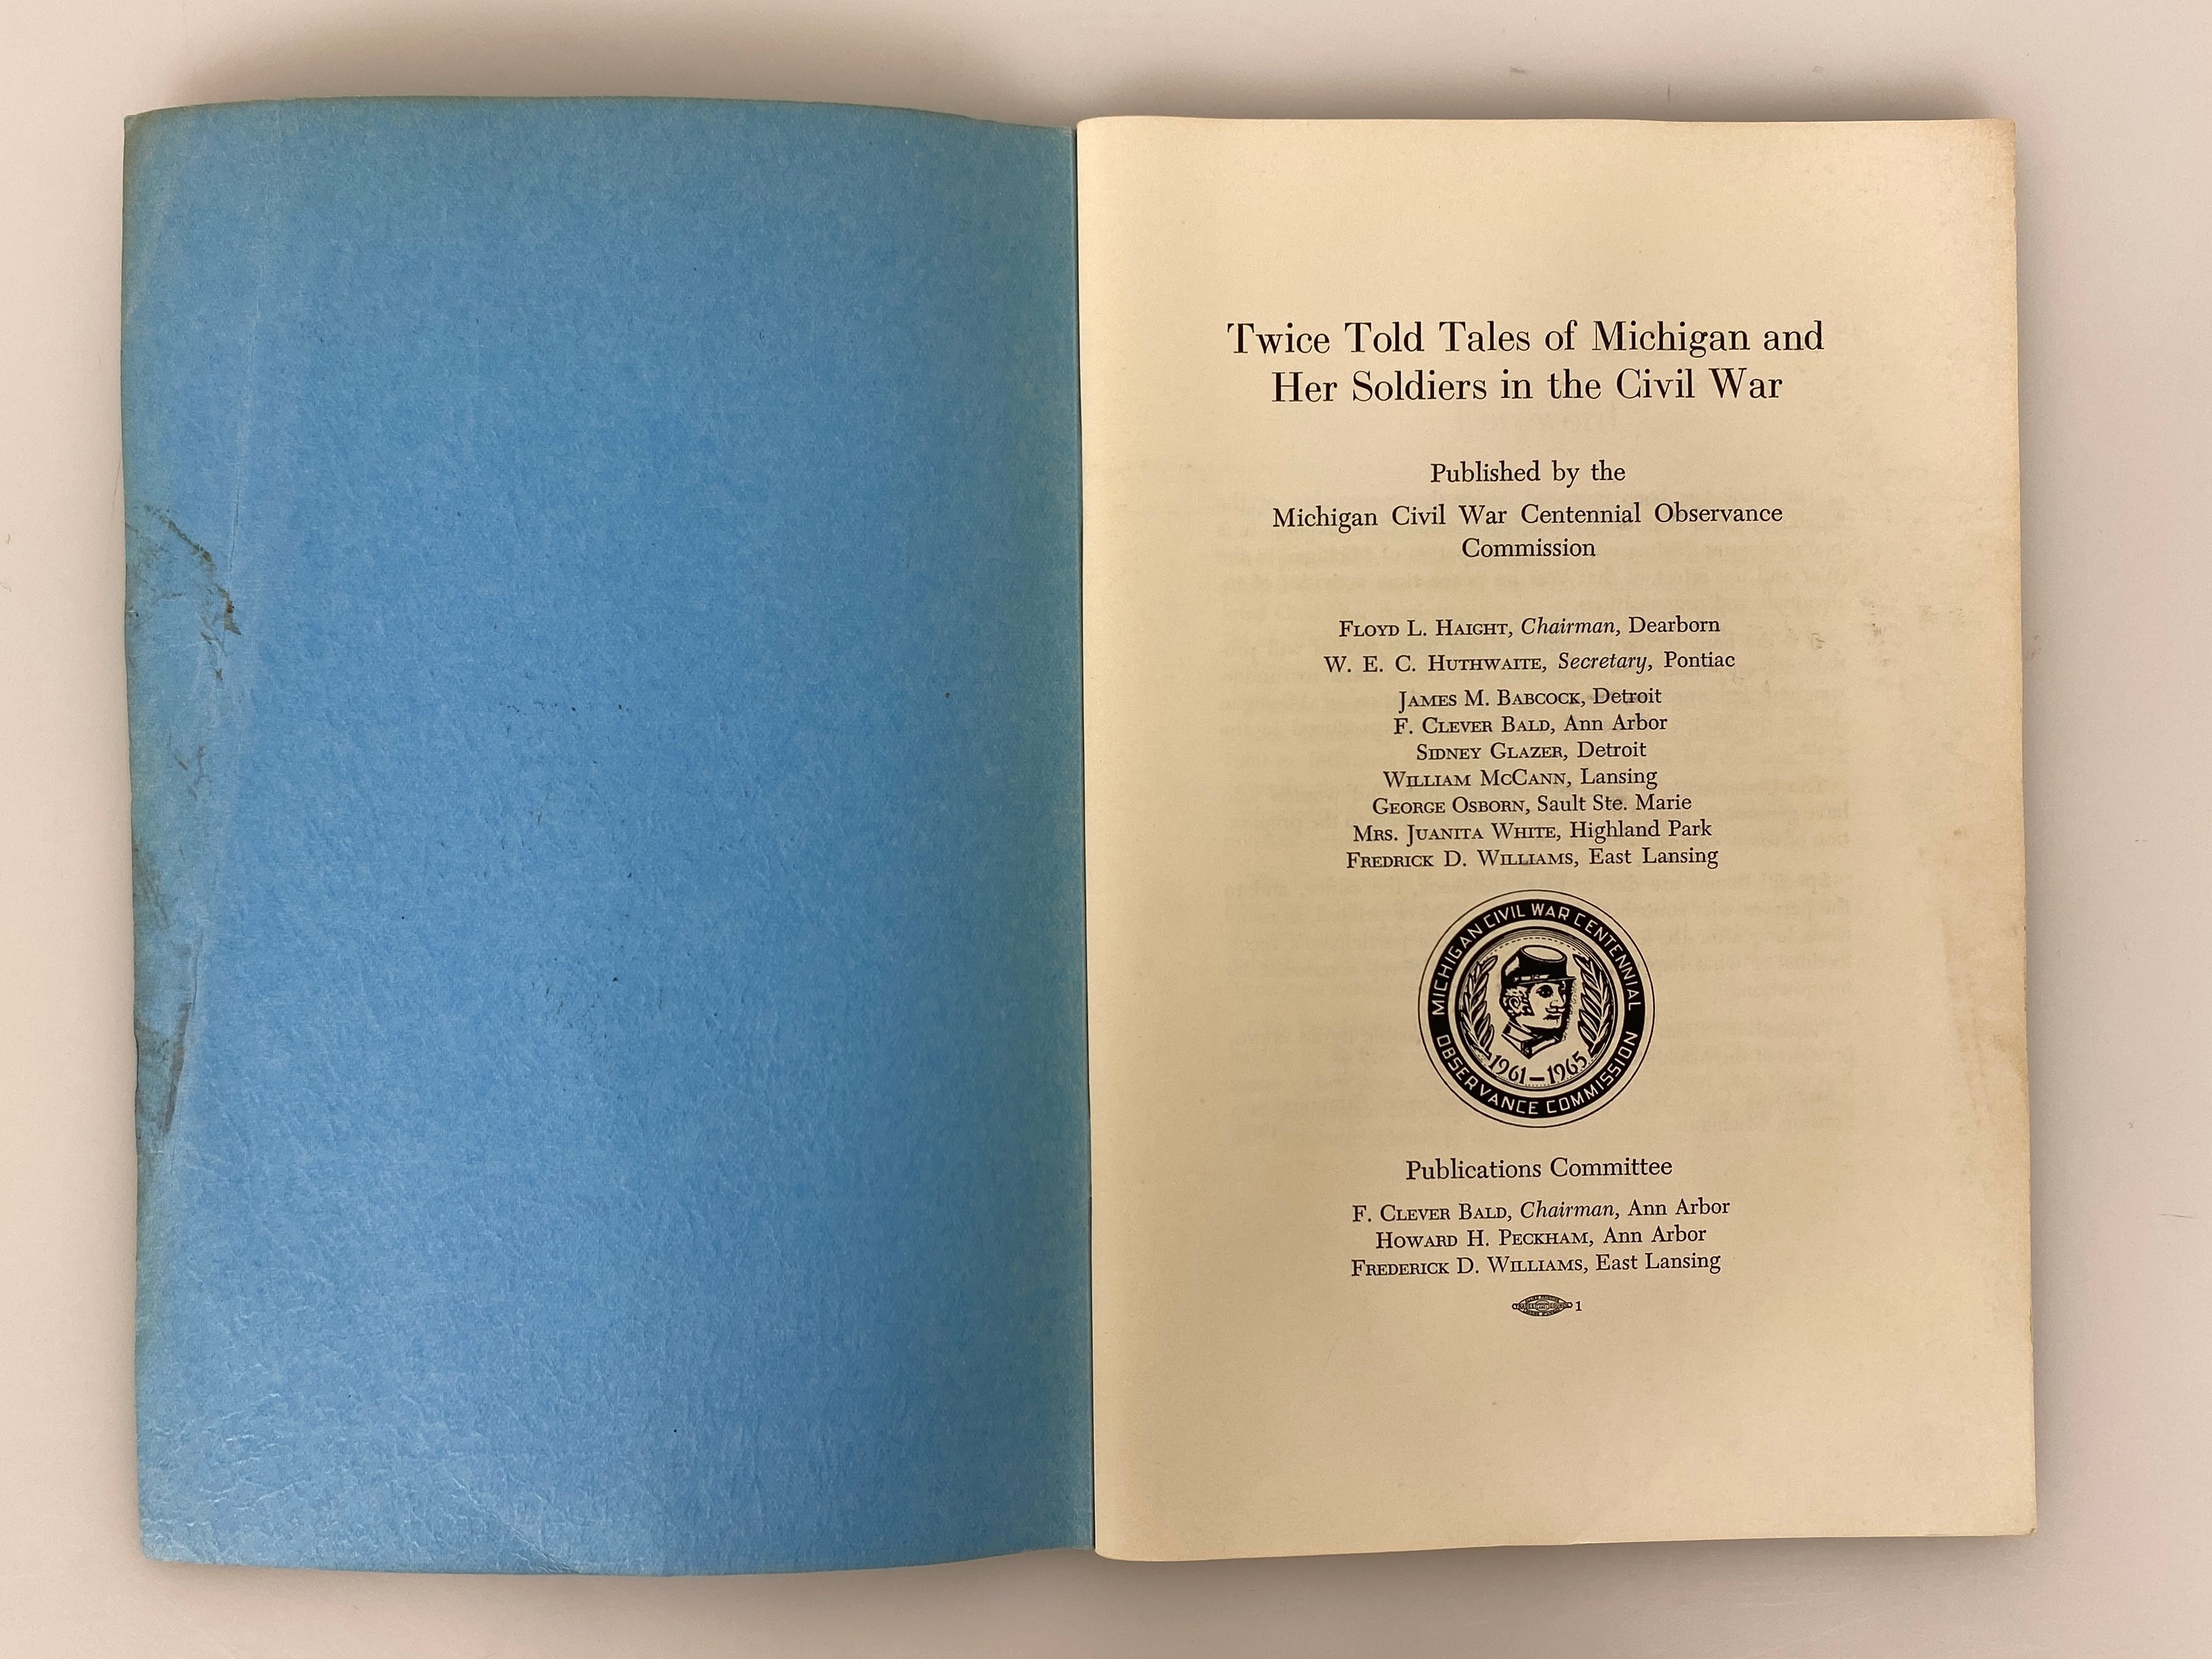 Twice Told Tales of Michigan and
Her Soldiers in the Civil War
Published by the
Michigan Civil War Centennial Observance
Commission
FLOYD L. HAIGHT, Chairman, Dearborn
W. E. C. HUTHWAITE, Secretary, Pontiac
JAMES M. BABCOCK, Detroit
F. CLEVER BALD, Ann Arbor
SIDNEY GLAZER, Detroit
WILLIAM MCCANN, Lansing
GEORGE OSBORN, Sault Ste. Marie
MRS. JUANITA WHITE, Highland Park
FREDRICK D. WILLIAMS, East Lansing
MICHIGAN CIVIL WAR CENTENNIAL
1961-1965
OBSERVANCE COMMISSION
Publications Committee
F. CLEVER BALD, Chairman, Ann Arbor
HOWARD H. PECKHAM, Ann Arbor
FREDERICK D. WILLIAMS, East Lansing
1